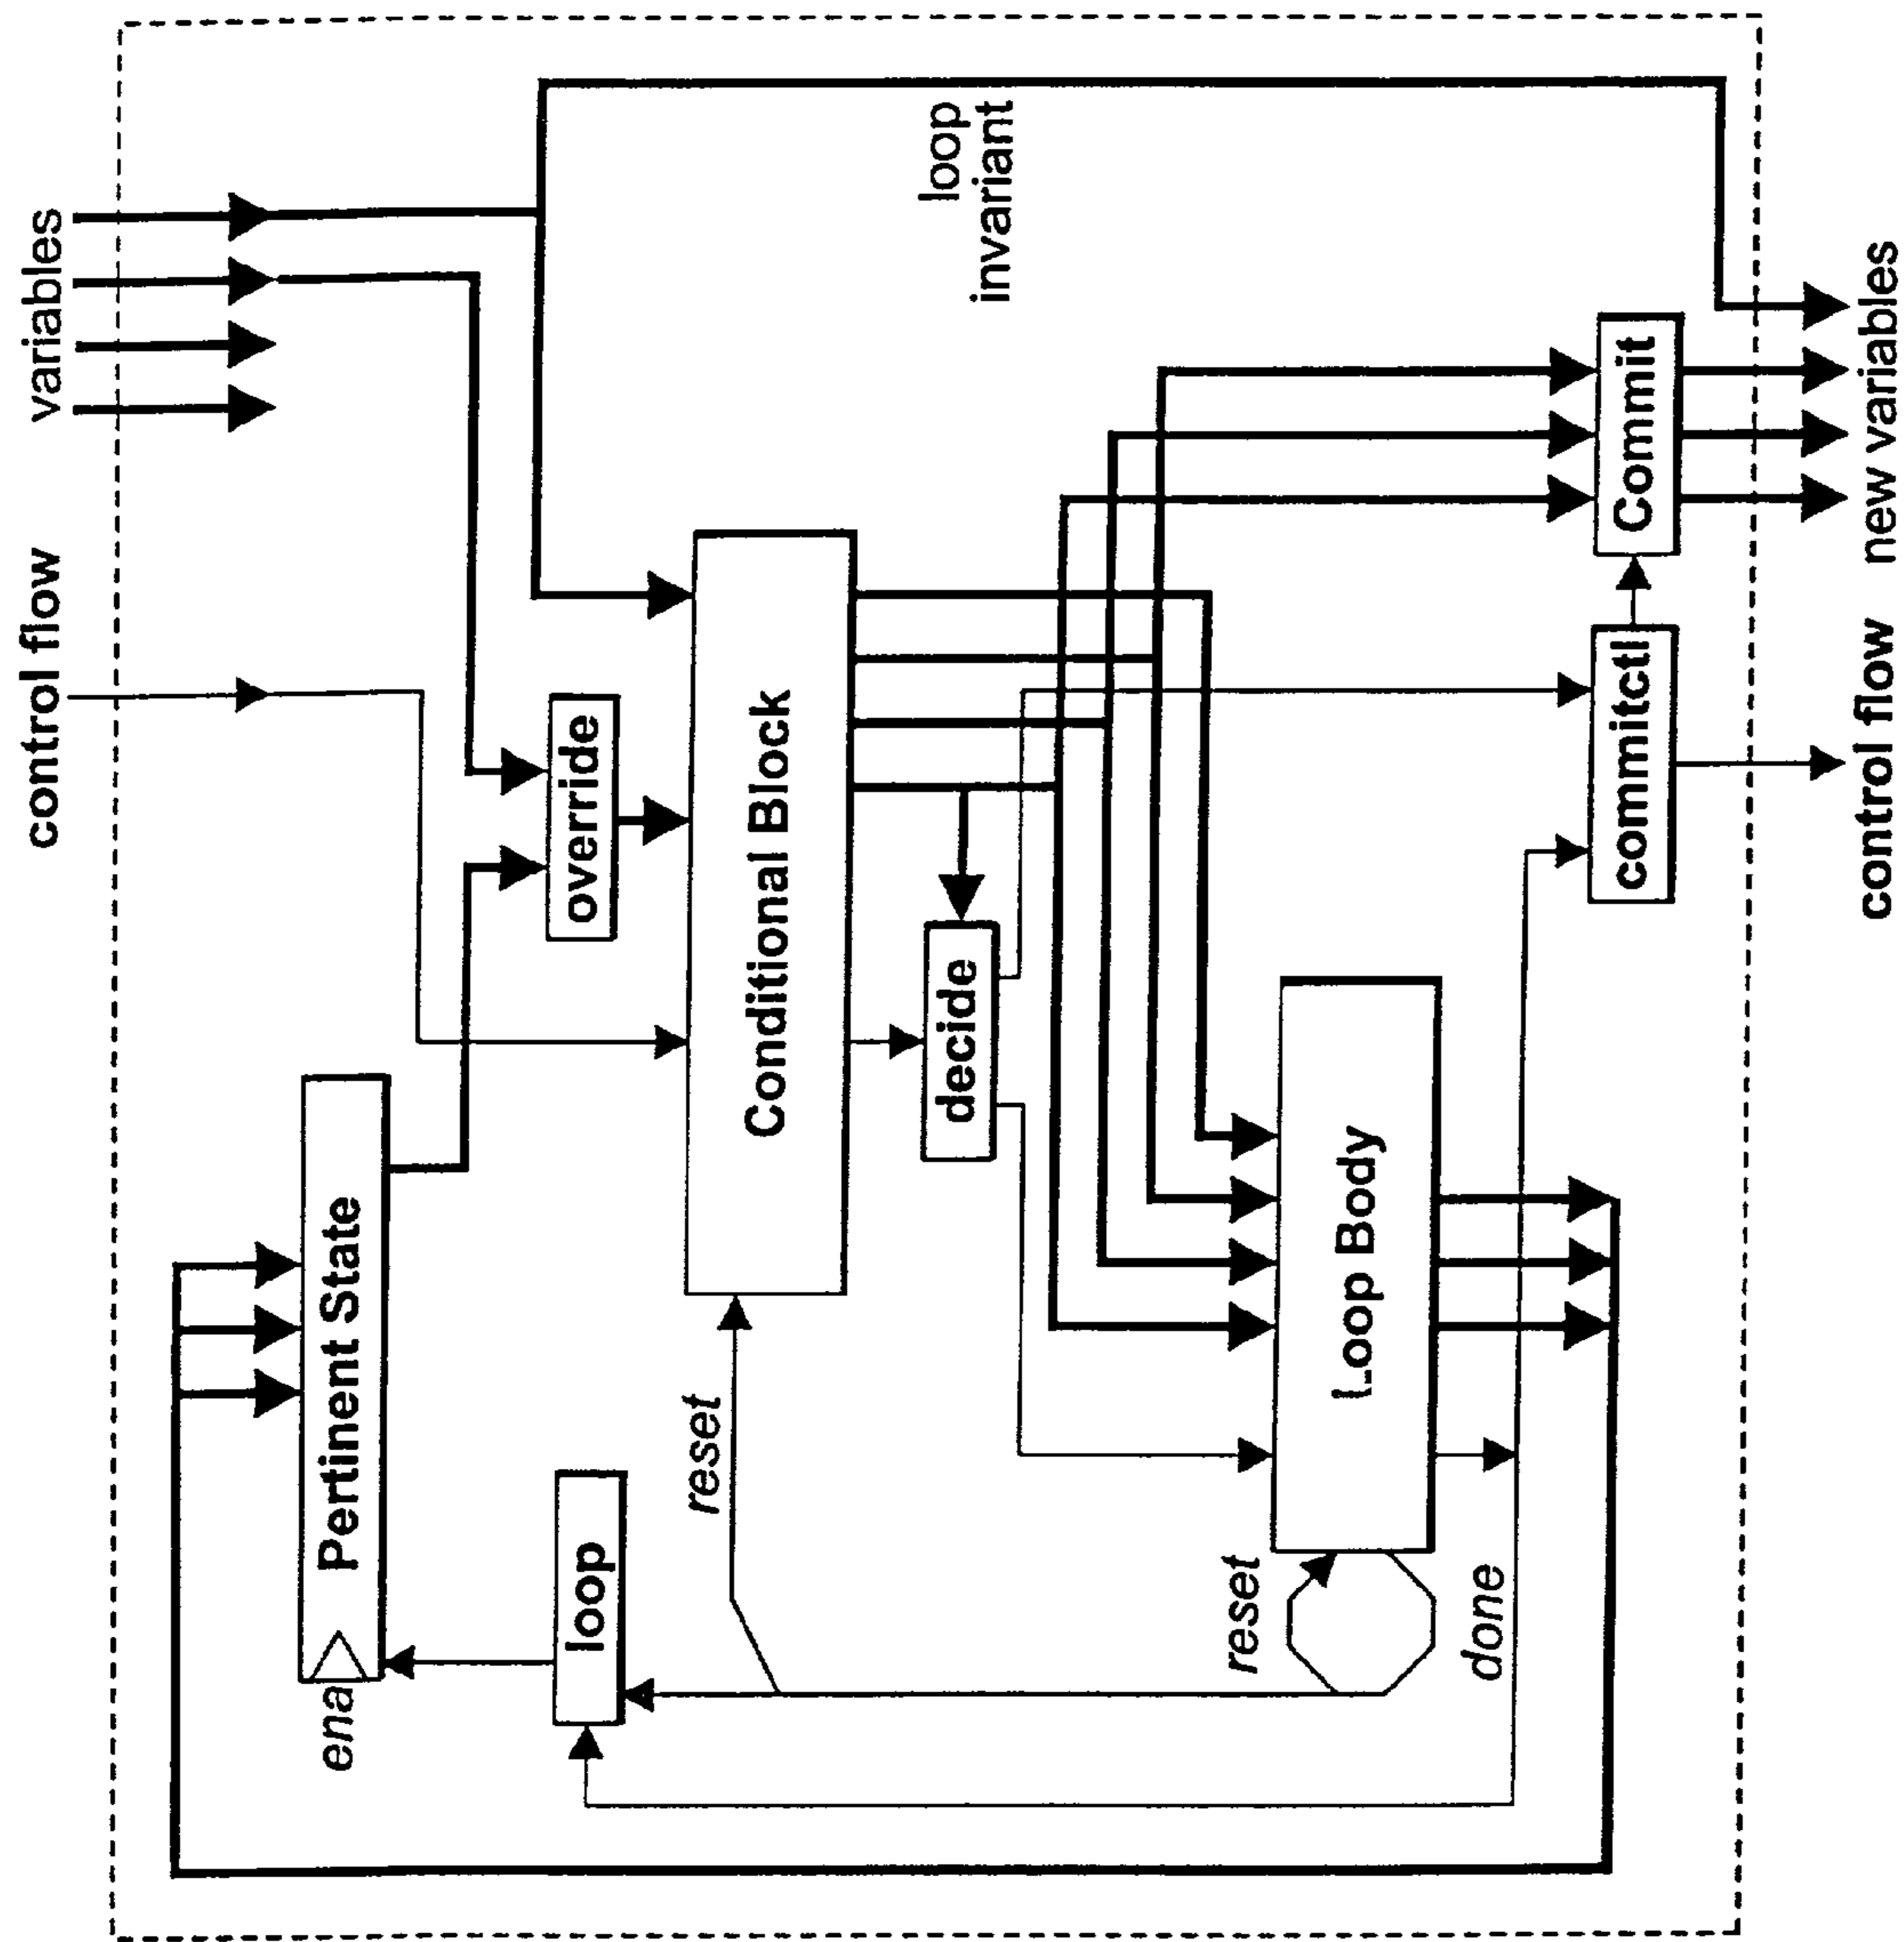 control flow
variables
ena
Pertinent State
loop
override
reset
Conditional Block
loop
invariant
decide
reset
Loop Body
done
commitctl
Commit
control flow
new variables